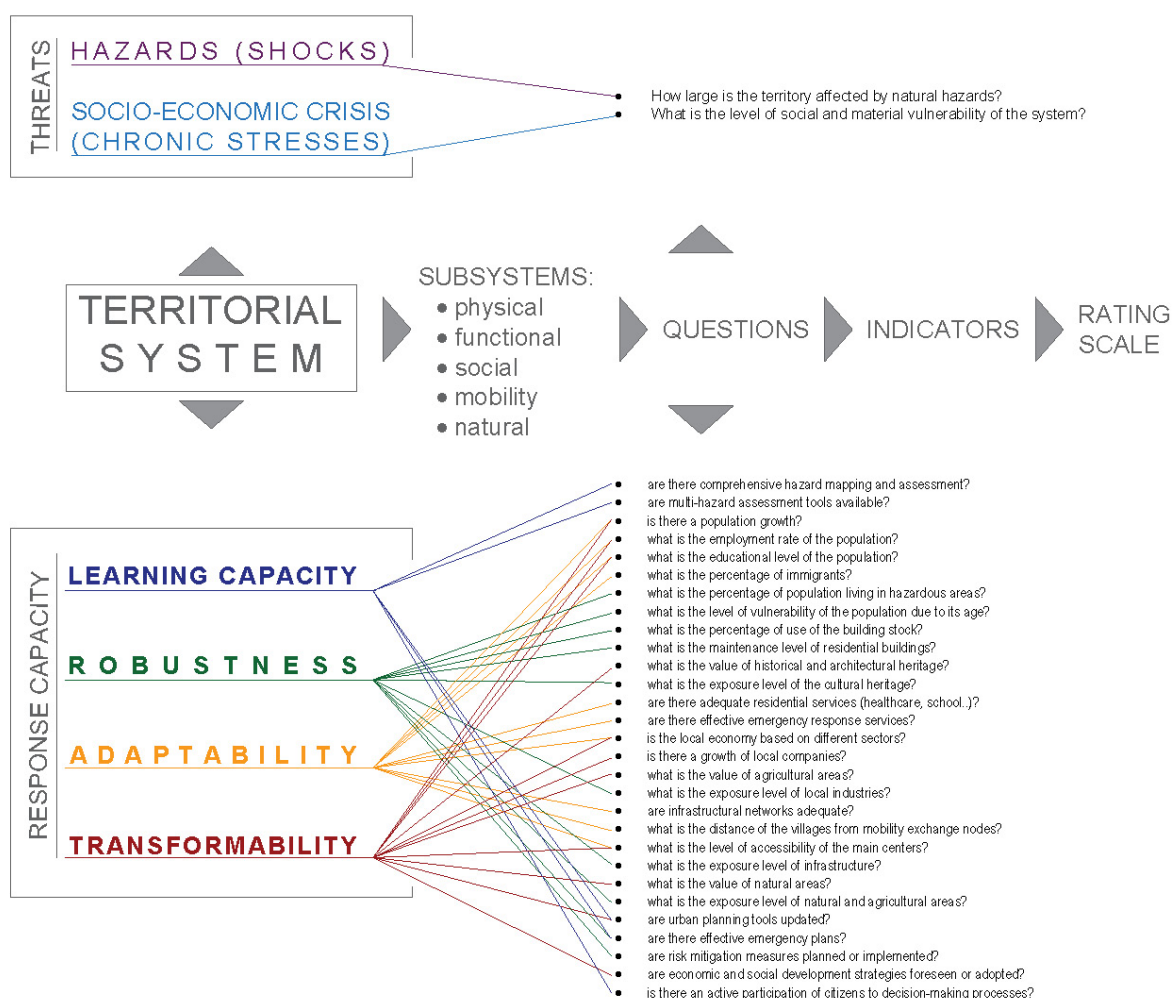 THREATS
HAZARDS (SHOCKS)
SOCIO-ECONOMIC CRISIS
(CHRONIC STRESSES)
How large is the territory affected by natural hazards?
What is the level of social and material vulnerability of the system?
TERRITORIAL
SYSTEM
SUBSYSTEMS:
• physical
• functional
• social
• mobility
• natural
QUESTIONS
INDICATORS
RATING
SCALE
RESPONSE CAPACITY
LEARNING CAPACITY
ROBUSTNESS
ADAPTABILITY
TRANSFORMABILITY
are there comprehensive hazard mapping and assessment?
are multi-hazard assessment tools available?
is there a population growth?
what is the employment rate of the population?
what is the educational level of the population?
what is the percentage of immigrants?
what is the percentage of population living in hazardous areas?
what is the level of vulnerability of the population due to its age?
what is the percentage of use of the building stock?
what is the maintenance level of residential buildings?
what is the value of historical and architectural heritage?
what is the exposure level of the cultural heritage?
are there adequate residential services (healthcare, school..)?
are there effective emergency response services?
is the local economy based on different sectors?
is there a growth of local companies?
what is the value of agricultural areas?
what is the exposure level of local industries?
are infrastructural networks adequate?
what is the distance of the villages from mobility exchange nodes?
what is the level of accessibility of the main centers?
what is the exposure level of infrastructure?
what is the value of natural areas?
what is the exposure level of natural and agricultural areas?
are urban planning tools updated?
are there effective emergency plans?
are risk mitigation measures planned or implemented?
are economic and social development strategies foreseen or adopted?
is there an active participation of citizens to decision-making processes?